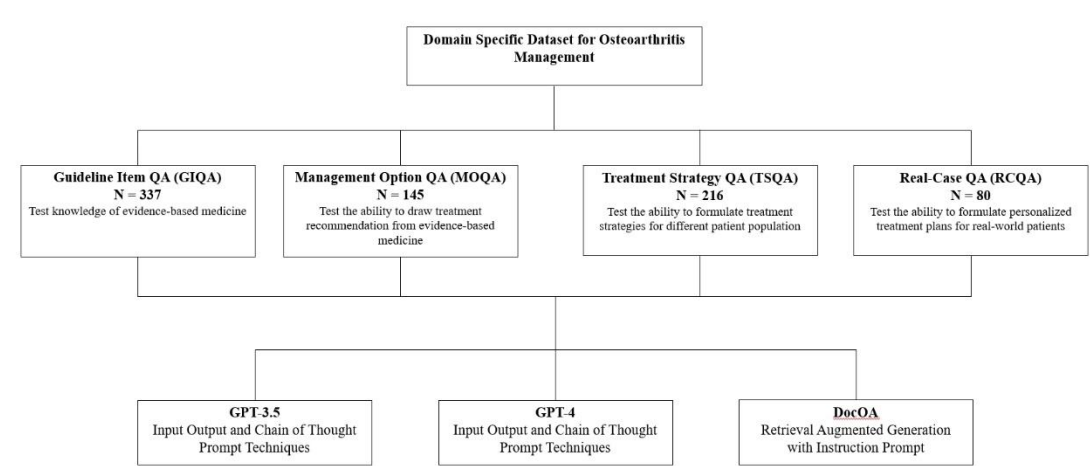 Domain Specific Dataset for Osteoarthritis
Management
Guideline Item QA (GIQA)
N = 337
Test knowledge of evidence-based medicine
Management Option QA (MOQA)
N = 145
Test the ability to draw treatment
recommendation from evidence-based
medicine
Treatment Strategy QA (TSQA)
N = 216
Test the ability to formulate treatment
strategies for different patient population
Real-Case QA (RCQA)
N = 80
Test the ability to formulate personalized
treatment plans for real-world patients
GPT-3.5
Input Output and Chain of Thought
Prompt Techniques
GPT-4
Input Output and Chain of Thought
Prompt Techniques
DocOA
Retrieval Augmented Generation
with Instruction Prompt